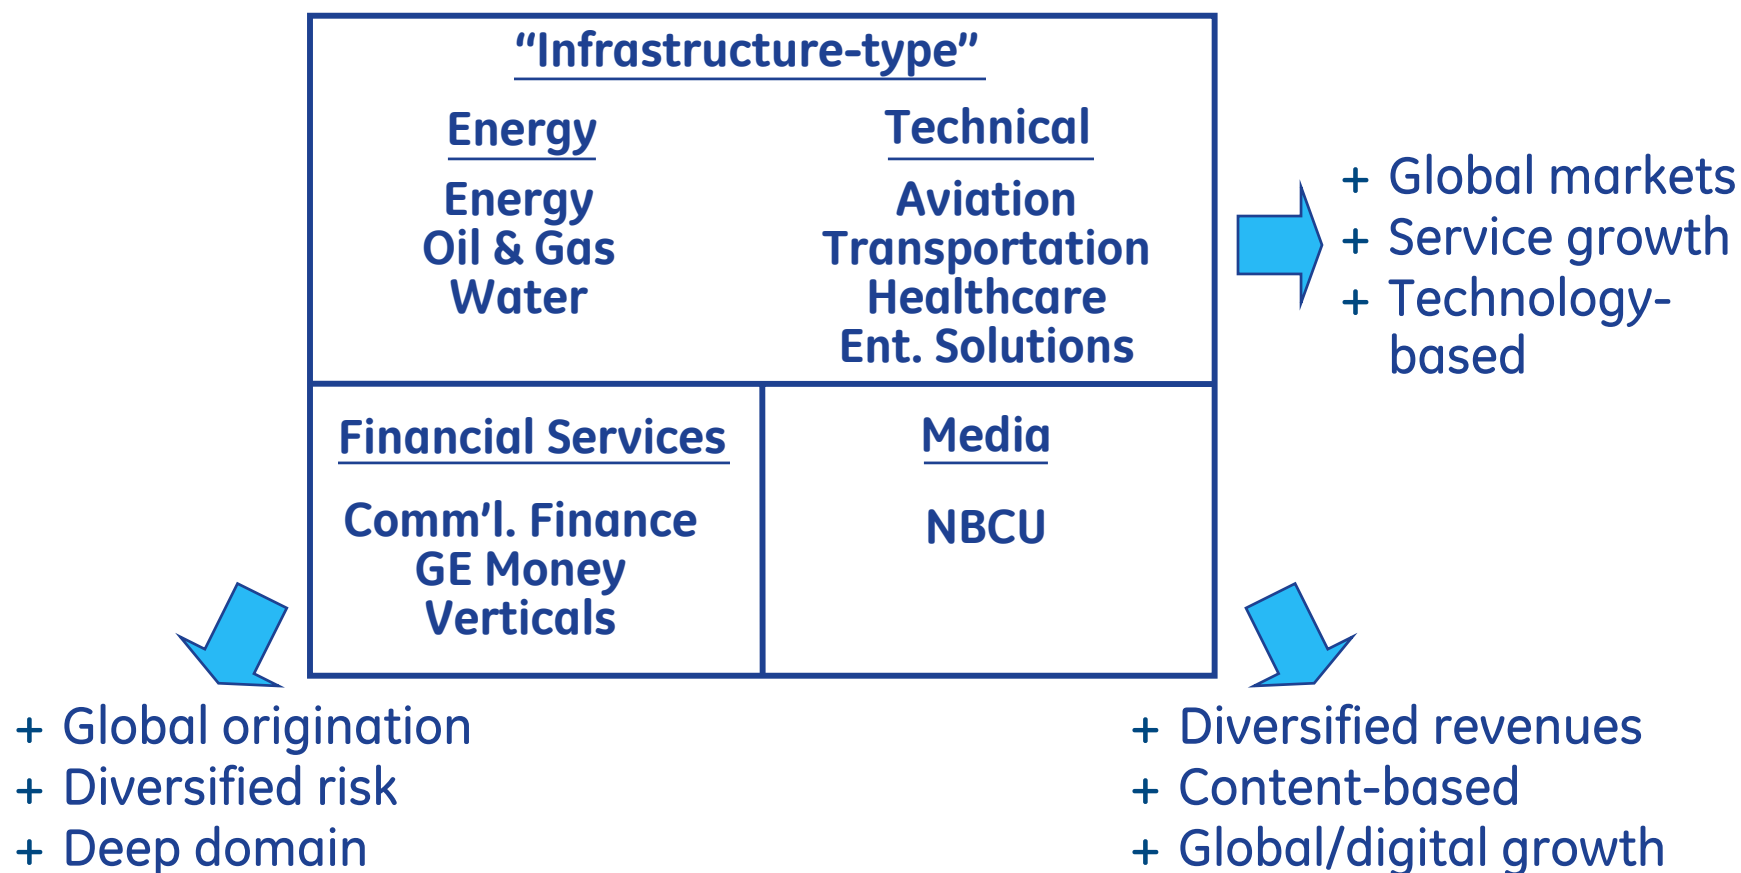 “Infrastructure-type”
Energy
Energy
Oil & Gas
Water
Technical
Aviation
Transportation
Healthcare
Ent. Solutions
+ Global markets
+ Service growth
+ Technology-
based
Financial Services
Comm’l. Finance
GE Money
Verticals
Media
NBCU
+ Global origination
+ Diversified risk
+ Deep domain
+ Diversified revenues
+ Content-based
+ Global/digital growth